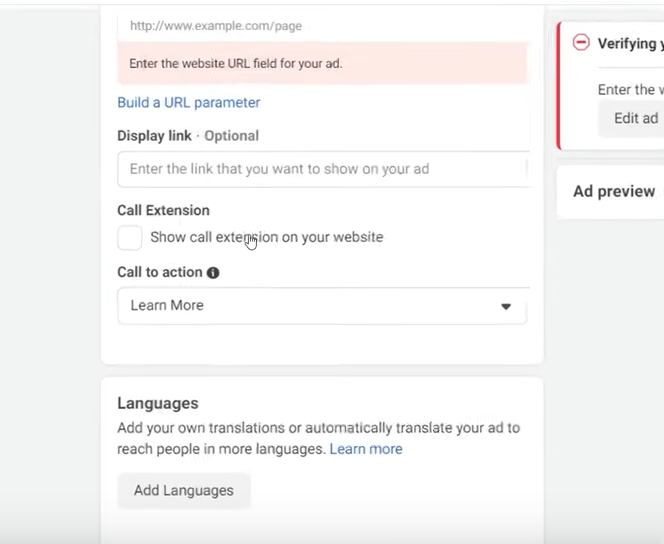 http://www.example.com/page
Enter the website URL field for your ad.
Build a URL parameter
Display link · Optional
Enter the link that you want to show on your ad
Call Extension
Show call extension on your website
Call to action
Learn More
Languages
Add your own translations or automatically translate your ad to
reach people in more languages. Learn more
Add Languages
Verifying y
Enter the w
Edit ad
Ad preview